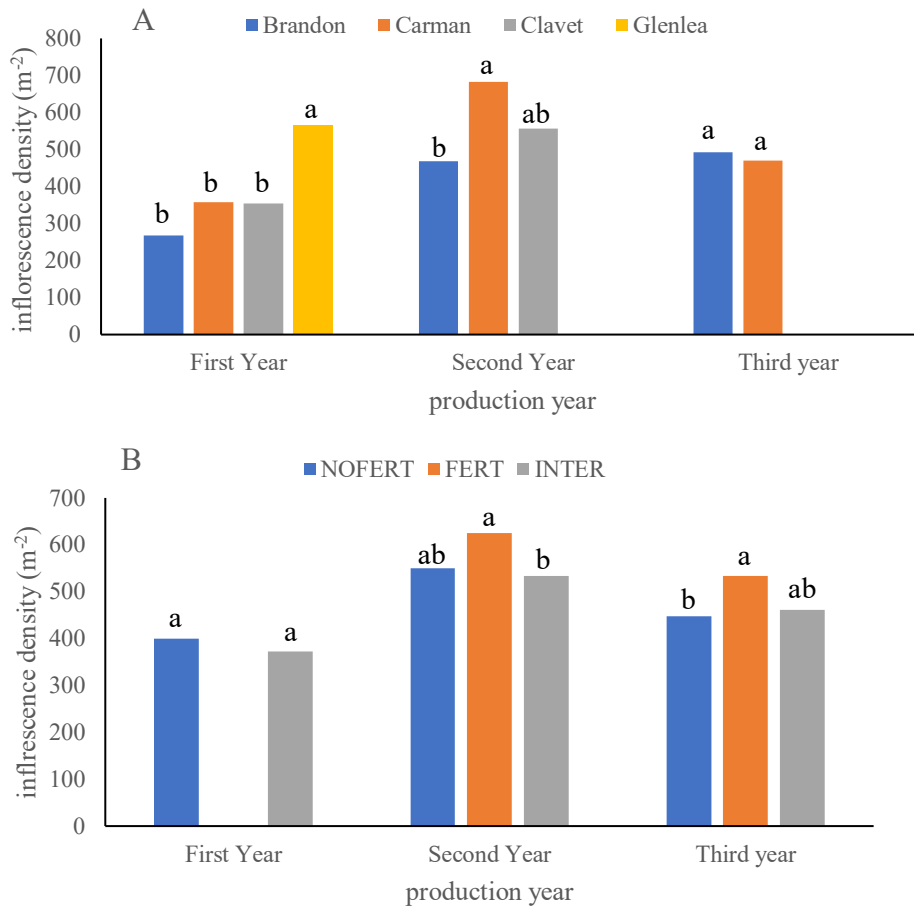 A
Brandon Carman Clavet Glenlea
inflorescence density (m⁻²)
800
700
600
500
400
300
200
100
0
b b b a
b a ab
a a
First Year Second Year Third year
production year
B
NOFERT FERT INTER
inflrescence density (m⁻²)
700
600
500
400
300
200
100
0
a a
ab a b
b a ab
First Year Second Year Third year
production year